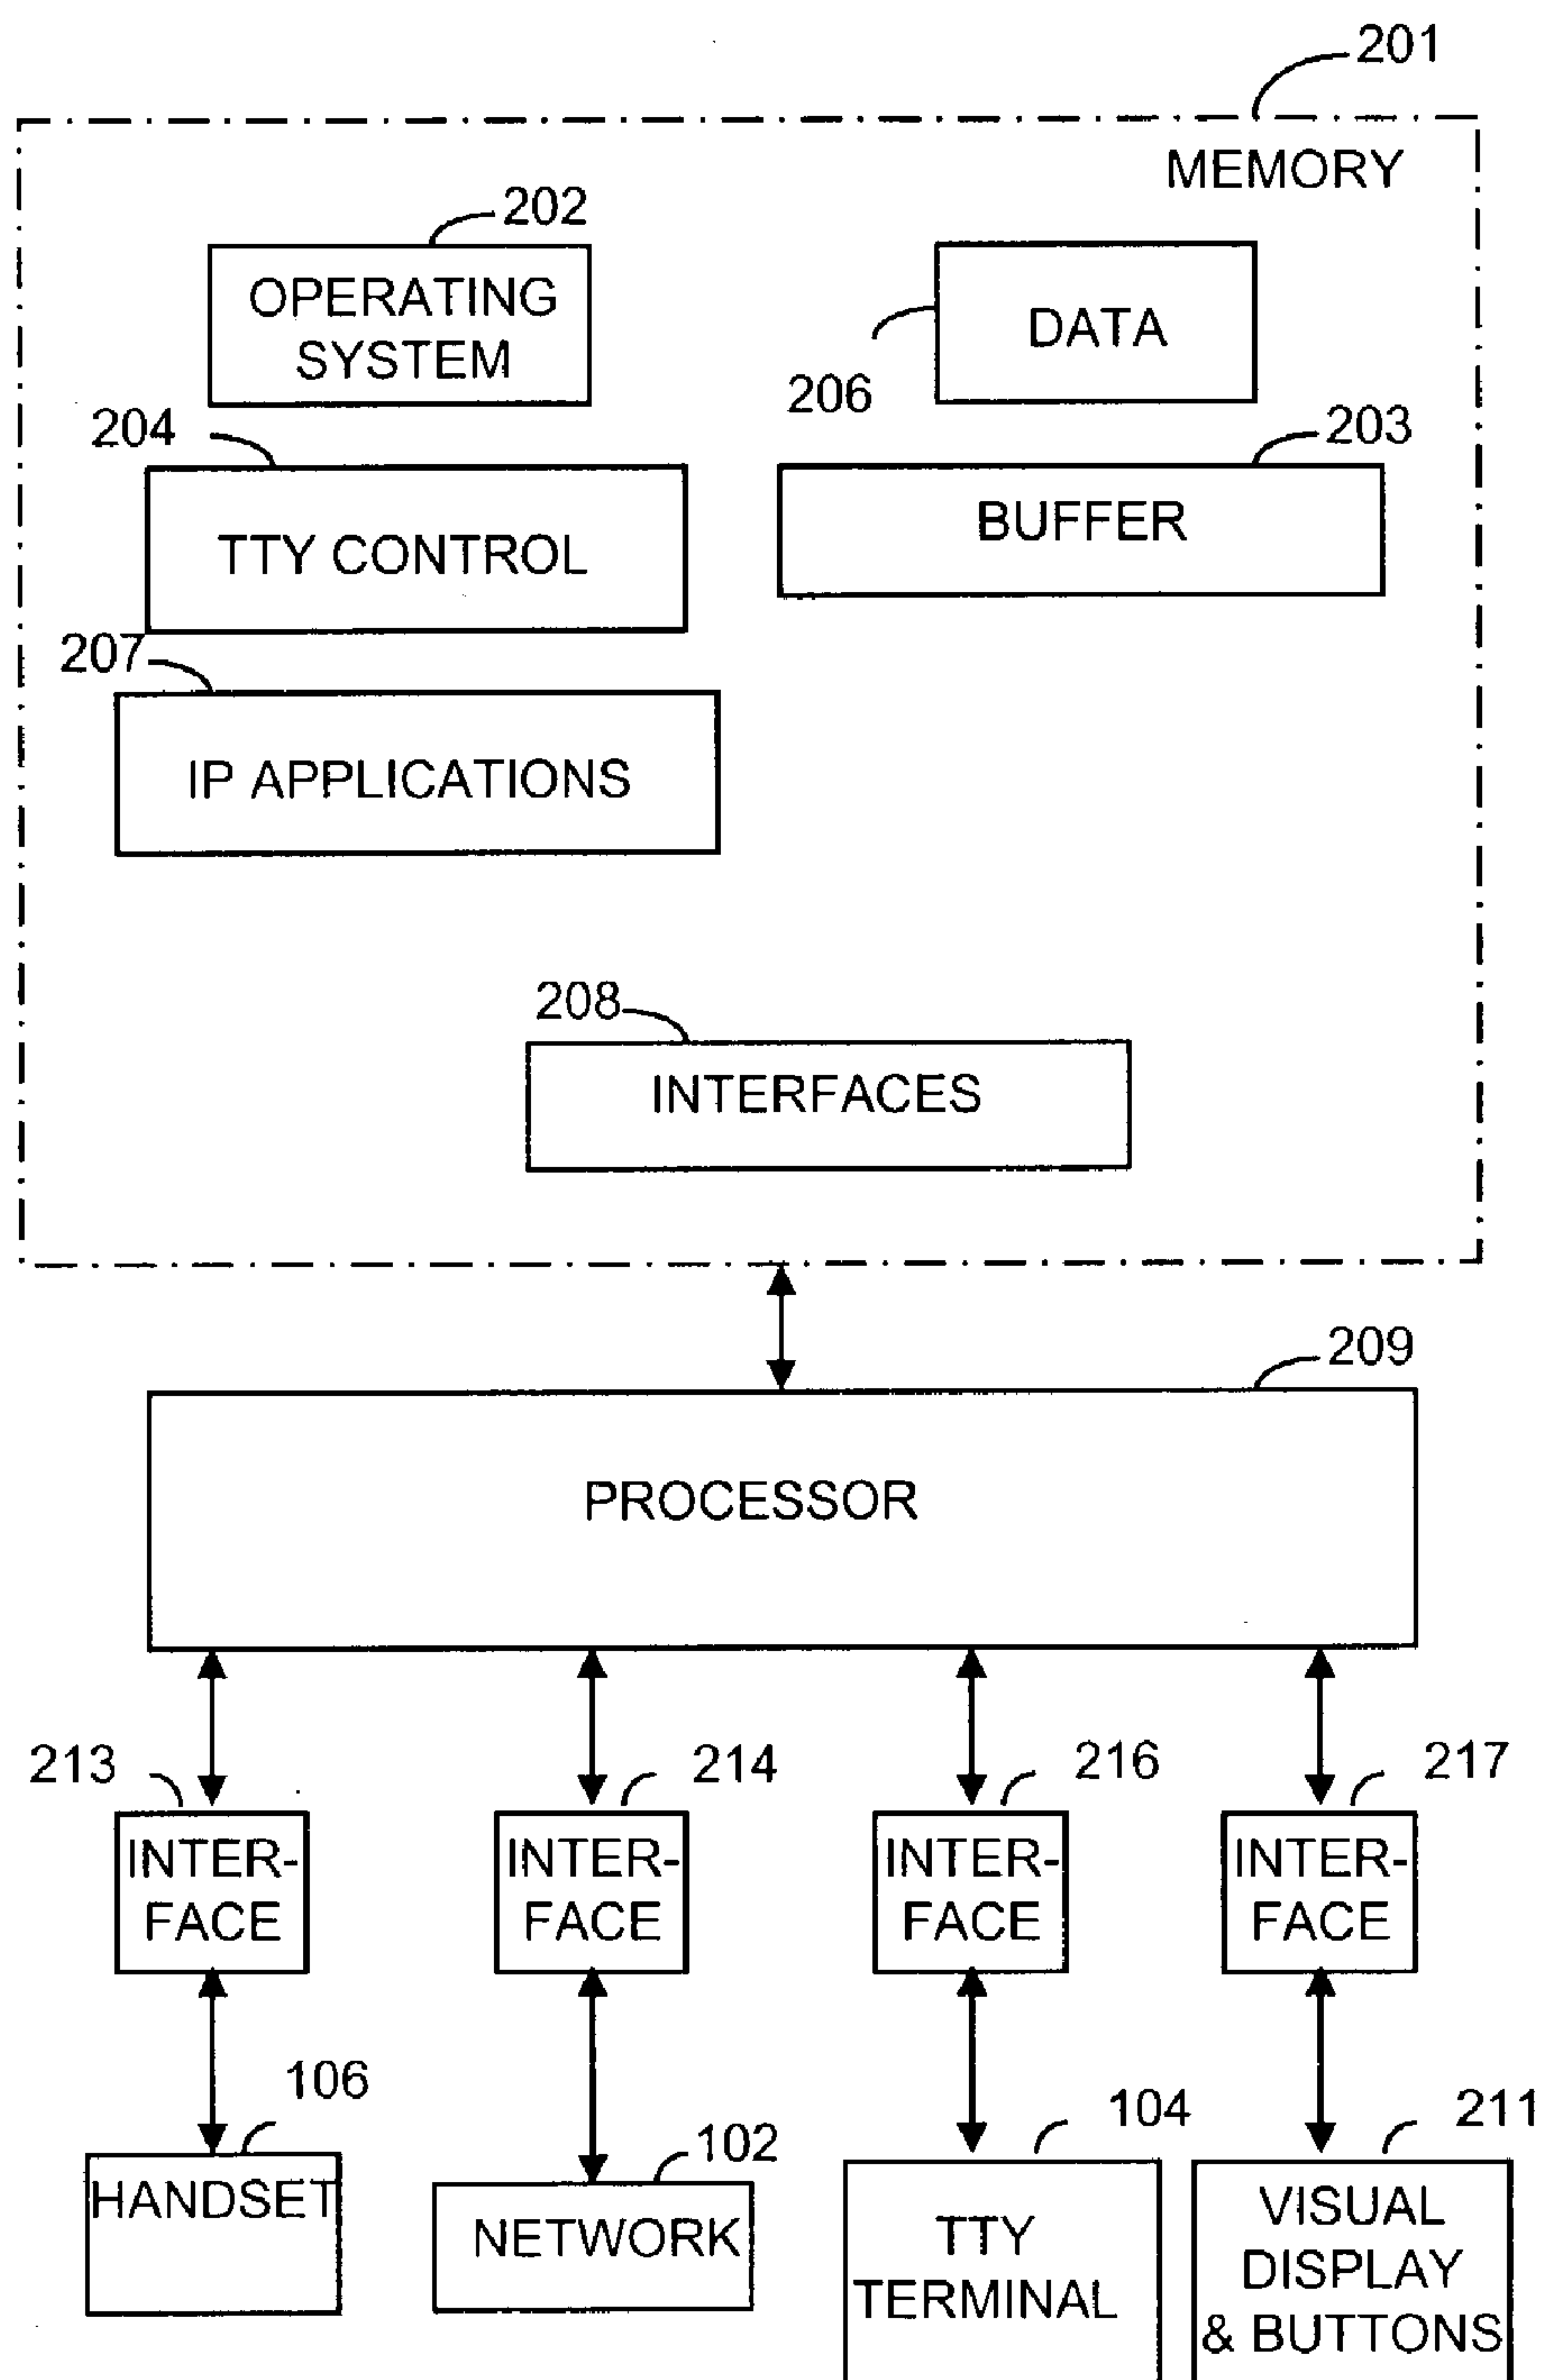 201
MEMORY
202
OPERATING
SYSTEM
DATA
206
204
203
TTY CONTROL
BUFFER
207
IP APPLICATIONS
208
INTERFACES
209
PROCESSOR
213
214
216
217
INTER-
FACE
INTER-
FACE
INTER-
FACE
INTER-
FACE
106
102
104
211
HANDSET
NETWORK
TTY
TERMINAL
VISUAL
DISPLAY
& BUTTONS